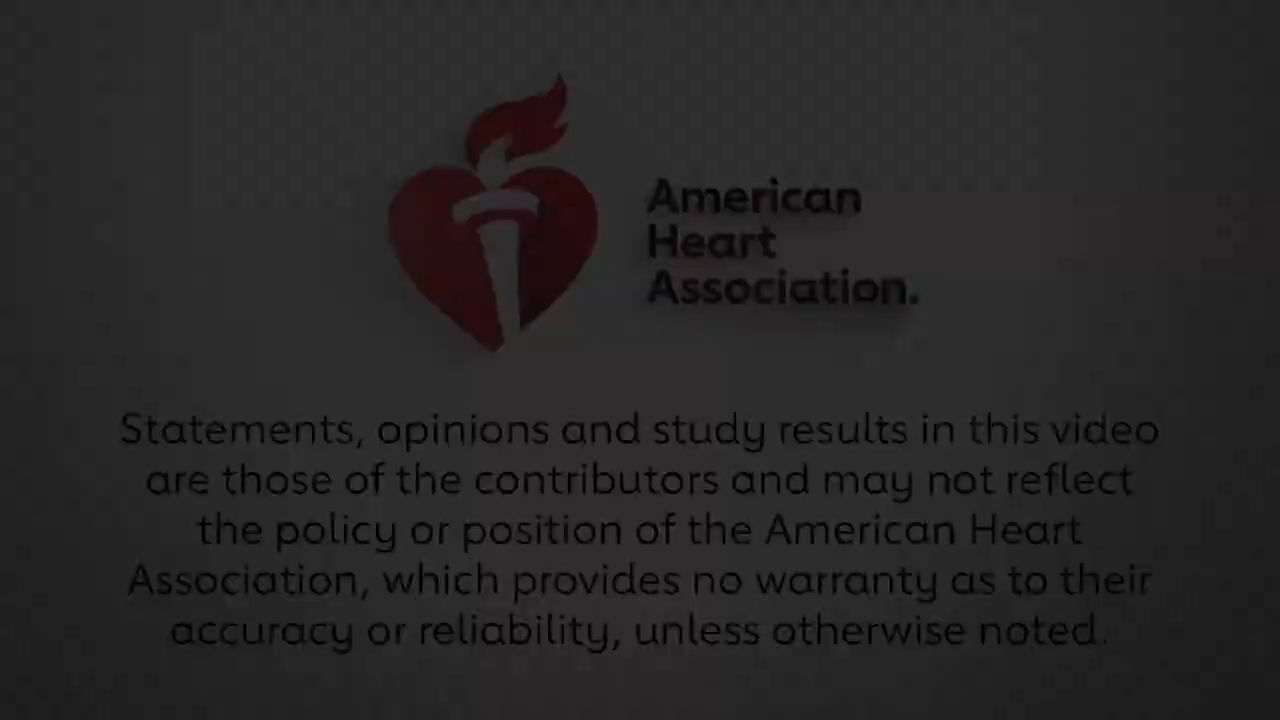 American
Heart
Association.
Statements, opinions and study results in this video
are those of the contributors and may not reflect
the policy or position of the American Heart
Association, which provides no warranty as to their
accuracy or reliability, unless otherwise noted.